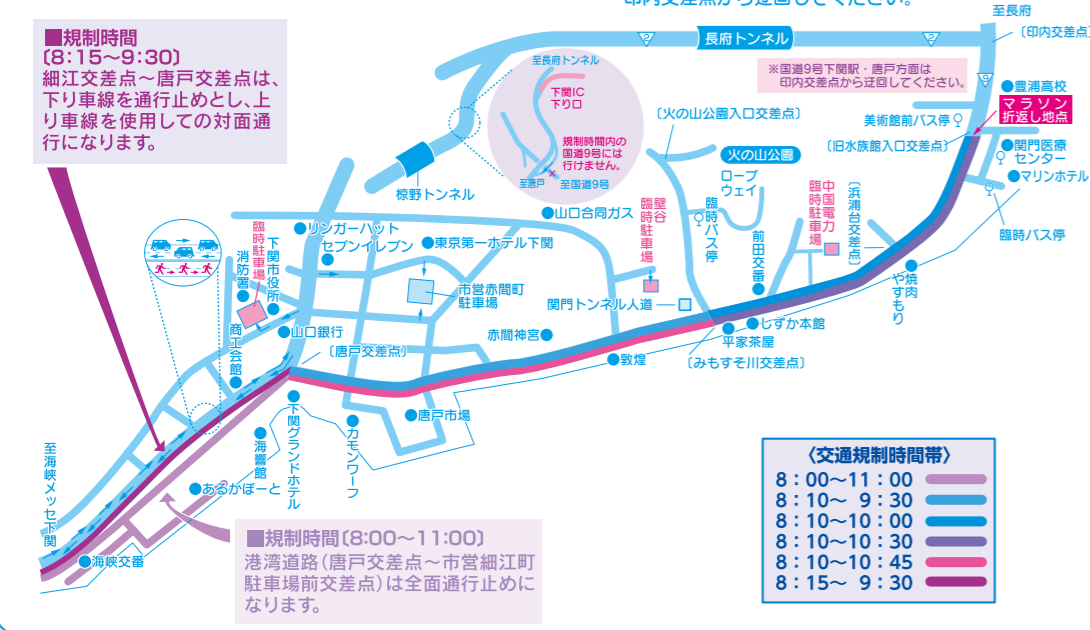 印内交差点から迂回してください。
■規制時間
〔8:15〜9:30〕
細江交差点〜唐戸交差点は、
下り車線を通行止めとし、上
り車線を使用しての対面通
行になります。
至長府
〔印内交差点〕
2
長府トンネル
2
9
※国道9号下関駅・唐戸方面は
印内交差点から迂回してください。
至長府トンネル
下関IC
下り口
規制時間内の
国道9号には
行けません。
至唐戸
至国道9号
豊浦高校
マラソン
折返し地点
美術館前バス停
〔旧水族館入口交差点〕
関門医療
センター
マリンホテル
臨時バス停
〔火の山公園入口交差点〕
火の山公園
ロープ
ウェイ
臨時バス停
椋野トンネル
中国電力
臨時駐車場
〔浜浦台交差点〕
前田交番
壁谷
臨時駐車場
山口合同ガス
リンガーハット
セブンイレブン
東京第一ホテル下関
市営赤間町
駐車場
下関市役所
臨時駐車場
消防署
商工会館
山口銀行
〔唐戸交差点〕
関門トンネル人道
赤間神宮
敦煌
しずか本館
平家茶屋
〔みもすそ川交差点〕
焼肉
やすもり
唐戸市場
カモンワーフ
下関グランドホテル
海響館
あるかぽーと
至海峡メッセ下関
海峡交番
■規制時間〔8:00〜11:00〕
港湾道路(唐戸交差点〜市営細江町
駐車場前交差点)は全面通行止めに
なります。
〈交通規制時間帯〉
8:00〜11:00
8:10〜 9:30
8:10〜10:00
8:10〜10:30
8:10〜10:45
8:15〜 9:30